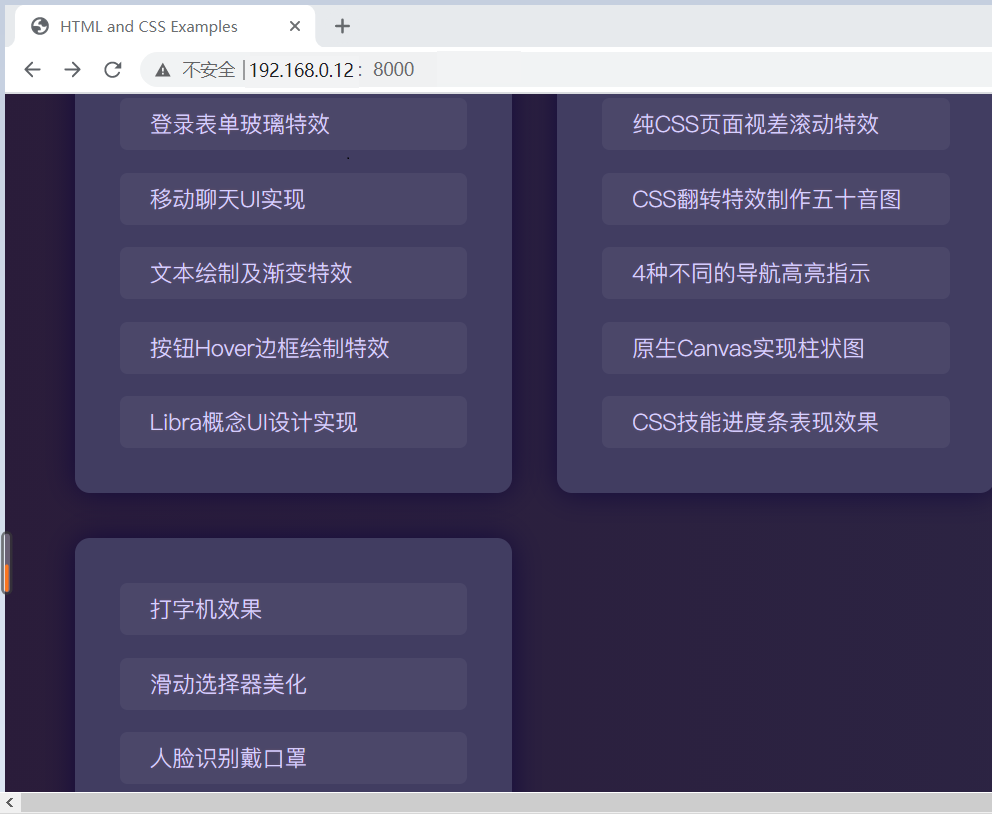 HTML and CSS Examples
不安全 192.168.0.12: 8000
登录表单玻璃特效
移动聊天UI实现
文本绘制及渐变特效
按钮Hover边框绘制特效
Libra概念UI设计实现
纯CSS页面视差滚动特效
CSS翻转特效制作五十音图
4种不同的导航高亮指示
原生Canvas实现柱状图
CSS技能进度条表现效果
打字机效果
滑动选择器美化
人脸识别戴口罩